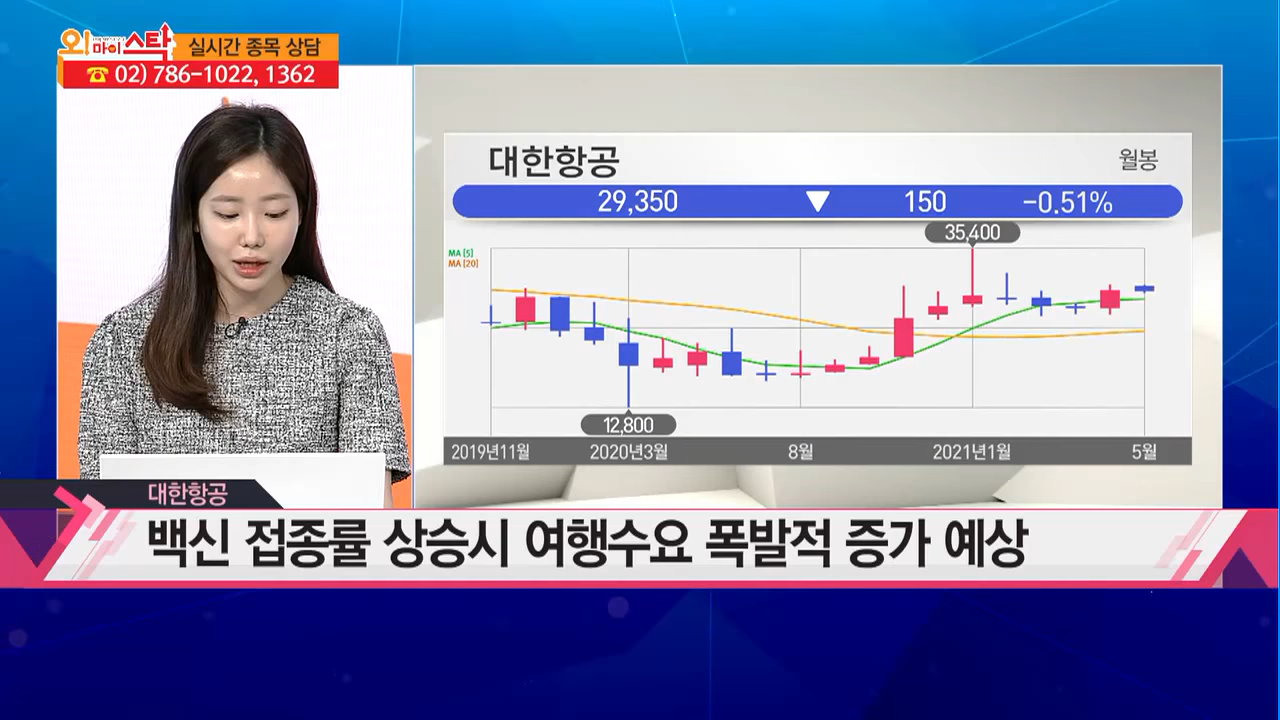 오! 마이 스탁
실시간 종목 상담
☎ 02) 786-1022, 1362
대한항공
월봉
29,350 ▼ 150 -0.51%
35,400
MA [5]
MA [20]
12,800
2019년11월 2020년3월 8월 2021년1월 5월
대한항공
백신 접종률 상승시 여행수요 폭발적 증가 예상